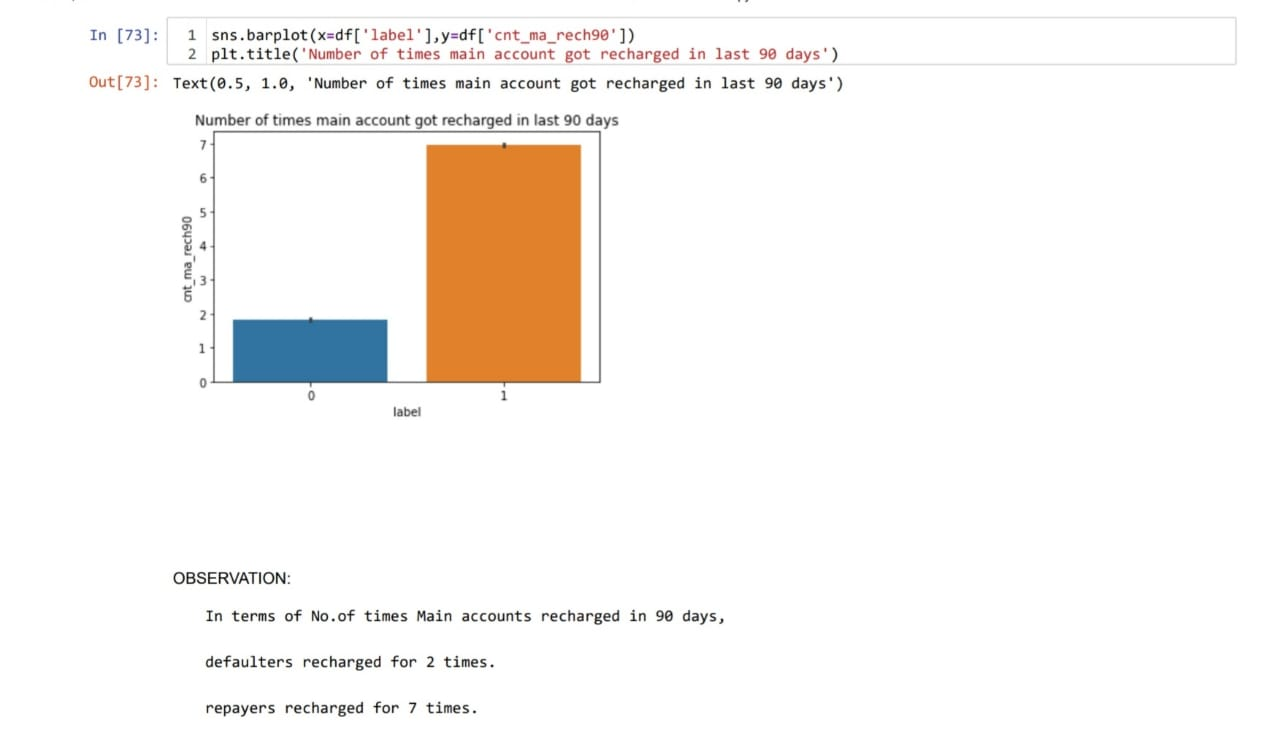 In [73]: 1 sns.barplot(x=df['label'],y=df['cnt_ma_rech90'])
2 plt.title('Number of times main account got recharged in last 90 days')
Out[73]: Text(0.5, 1.0, 'Number of times main account got recharged in last 90 days')
Number of times main account got recharged in last 90 days
7
6
5
4
3
2
1
0
cnt_ma_rech90
0 1
label
OBSERVATION:
In terms of No.of times Main accounts recharged in 90 days,
defaulters recharged for 2 times.
repayers recharged for 7 times.